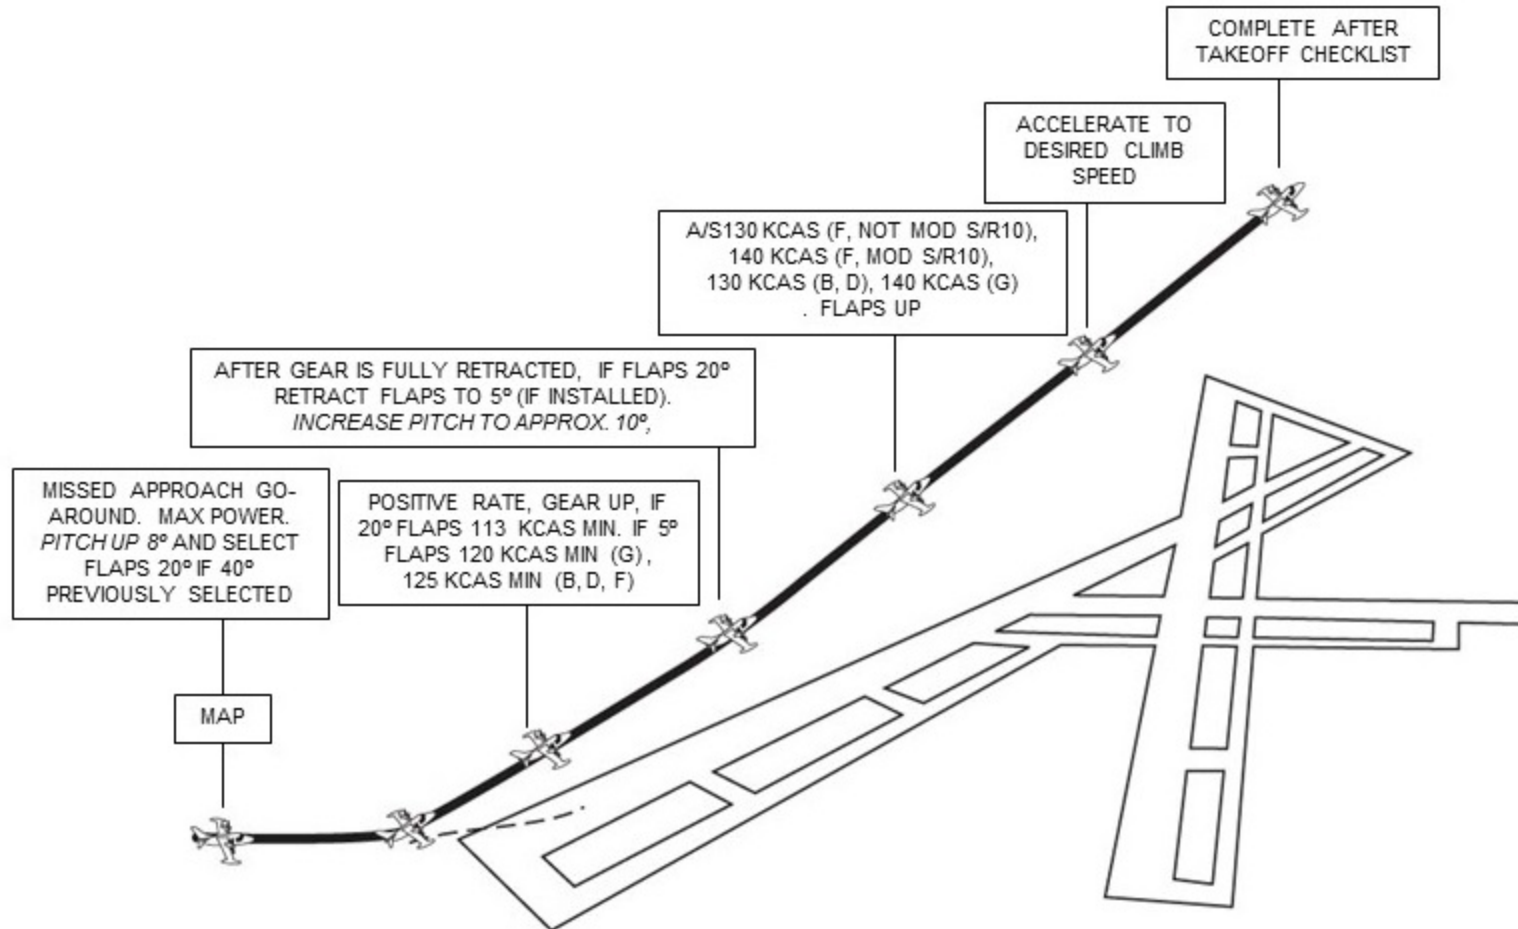 COMPLETE AFTER
TAKEOFF CHECKLIST
ACCELERATE TO
DESIRED CLIMB
SPEED
A/S130 KCAS (F, NOT MOD S/R10),
140 KCAS (F, MOD S/R10),
130 KCAS (B, D), 140 KCAS (G)
. FLAPS UP
AFTER GEAR IS FULLY RETRACTED, IF FLAPS 20º
RETRACT FLAPS TO 5º (IF INSTALLED).
INCREASE PITCH TO APPROX. 10º,
MISSED APPROACH GO-
AROUND. MAX POWER.
PITCH UP 8º AND SELECT
FLAPS 20º IF 40º
PREVIOUSLY SELECTED
POSITIVE RATE, GEAR UP, IF
20º FLAPS 113 KCAS MIN. IF 5º
FLAPS 120 KCAS MIN (G),
125 KCAS MIN (B, D, F)
MAP